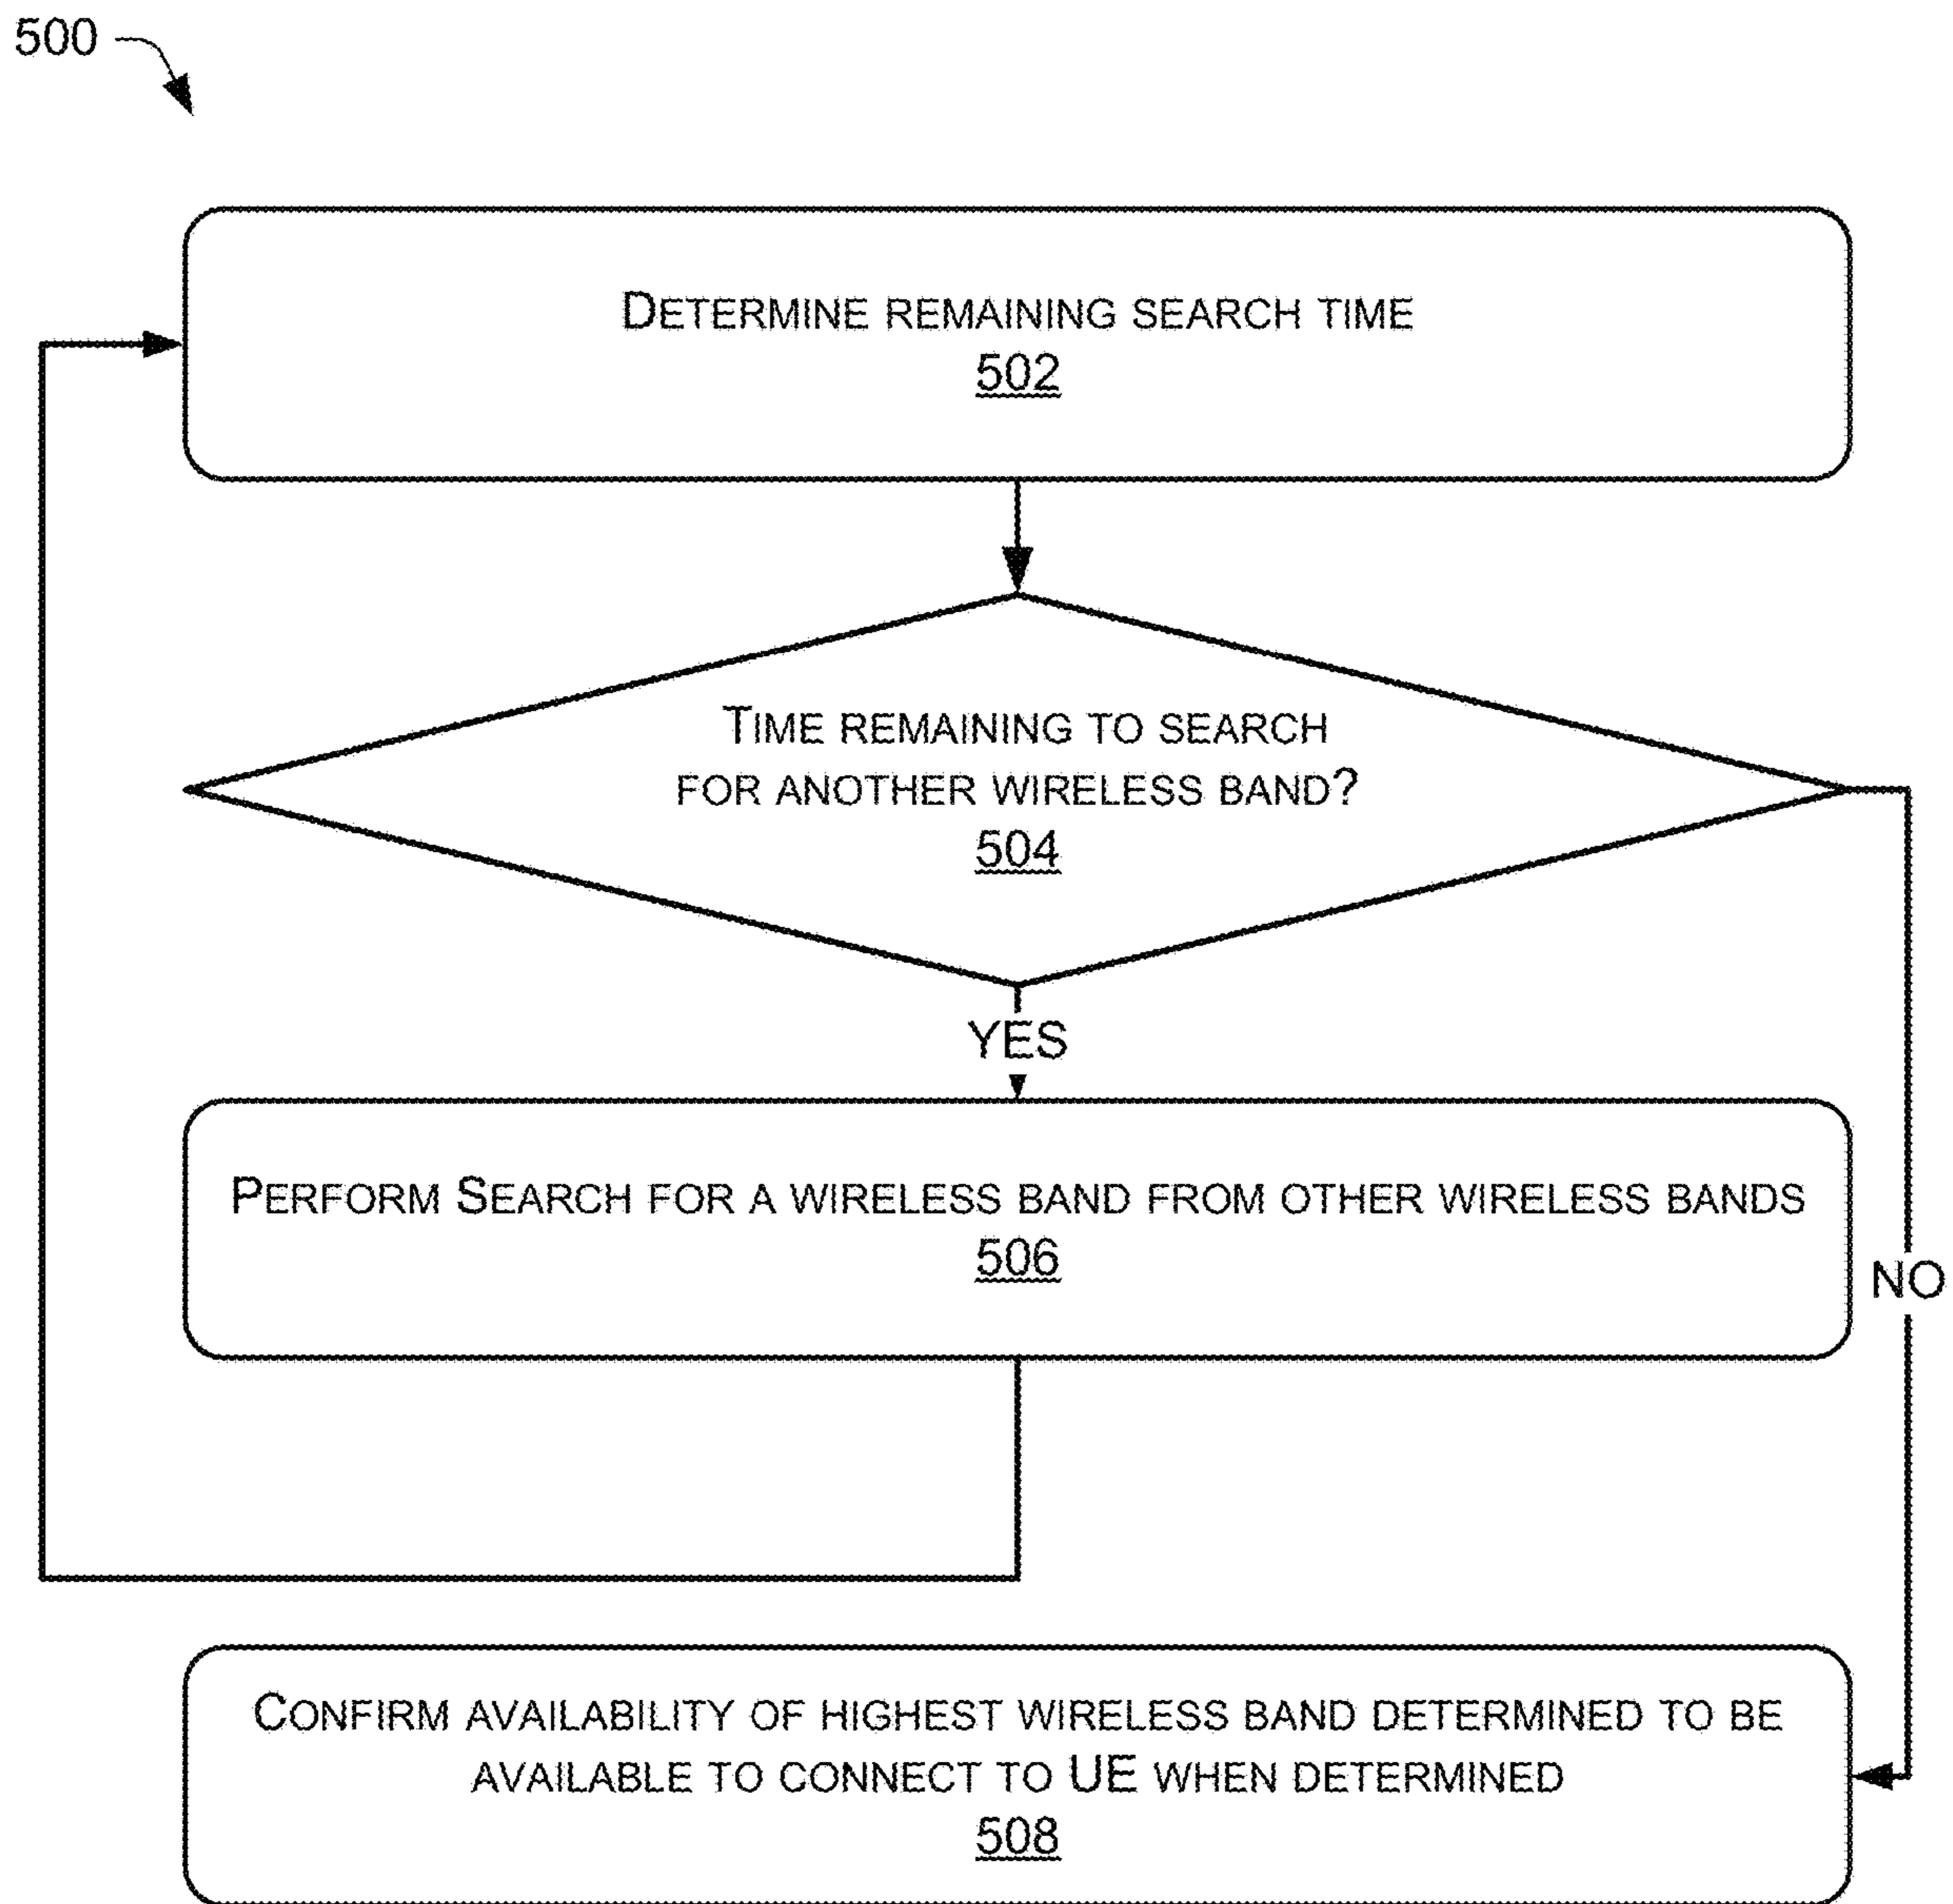 500
DETERMINE REMAINING SEARCH TIME
502
TIME REMAINING TO SEARCH
FOR ANOTHER WIRELESS BAND?
504
YES
PERFORM SEARCH FOR A WIRELESS BAND FROM OTHER WIRELESS BANDS
506
NO
CONFIRM AVAILABILITY OF HIGHEST WIRELESS BAND DETERMINED TO BE
AVAILABLE TO CONNECT TO UE WHEN DETERMINED
508